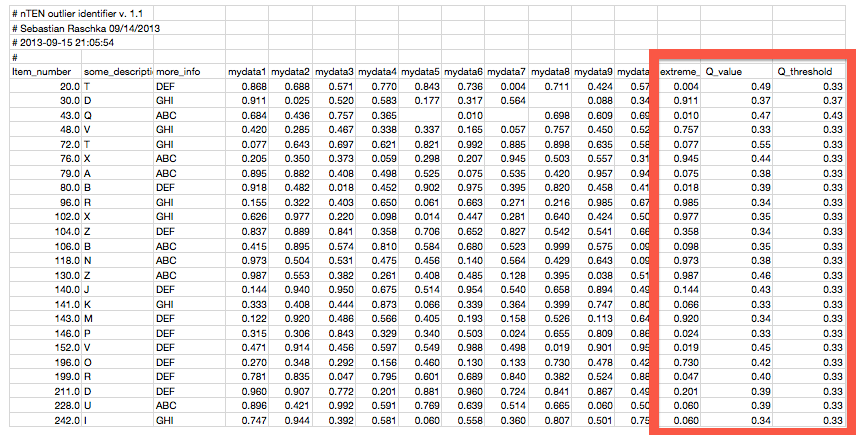 # nTEN outlier identifier v. 1.1
# Sebastian Raschka 09/14/2013
# 2013-09-15 21:05:54
#
Item_number some_descripti more_info mydata1 mydata2 mydata3 mydata4 mydata5 mydata6 mydata7 mydata8 mydata9 mydata extreme_ Q_value Q_threshold
20.0 T DEF 0.868 0.688 0.571 0.770 0.843 0.736 0.004 0.711 0.424 0.57 0.004 0.49 0.33
30.0 D GHI 0.911 0.025 0.520 0.583 0.177 0.317 0.564 0.088 0.34 0.911 0.37 0.37
43.0 Q ABC 0.684 0.436 0.757 0.365 0.010 0.698 0.609 0.69 0.010 0.47 0.43
48.0 V GHI 0.420 0.285 0.467 0.338 0.337 0.165 0.057 0.757 0.450 0.52 0.757 0.33 0.33
72.0 T GHI 0.077 0.643 0.697 0.621 0.821 0.992 0.885 0.898 0.635 0.58 0.077 0.55 0.33
76.0 X ABC 0.205 0.350 0.373 0.059 0.298 0.207 0.945 0.503 0.557 0.31 0.945 0.44 0.33
79.0 A ABC 0.895 0.882 0.408 0.498 0.525 0.075 0.535 0.420 0.957 0.94 0.075 0.38 0.33
80.0 B DEF 0.918 0.482 0.018 0.452 0.902 0.975 0.395 0.820 0.458 0.41 0.018 0.39 0.33
96.0 R GHI 0.155 0.322 0.403 0.650 0.061 0.663 0.271 0.216 0.985 0.67 0.985 0.34 0.33
102.0 X GHI 0.626 0.977 0.220 0.098 0.014 0.447 0.281 0.640 0.424 0.50 0.977 0.35 0.33
104.0 Z DEF 0.837 0.889 0.841 0.358 0.706 0.652 0.827 0.542 0.541 0.66 0.358 0.34 0.33
106.0 B ABC 0.415 0.895 0.574 0.810 0.584 0.680 0.523 0.999 0.575 0.09 0.098 0.35 0.33
118.0 N ABC 0.973 0.504 0.531 0.475 0.456 0.140 0.564 0.429 0.643 0.09 0.973 0.38 0.33
130.0 Z ABC 0.987 0.553 0.382 0.261 0.408 0.485 0.128 0.395 0.038 0.51 0.987 0.46 0.33
140.0 J DEF 0.144 0.940 0.950 0.675 0.514 0.954 0.540 0.658 0.894 0.49 0.144 0.43 0.33
141.0 K GHI 0.333 0.408 0.444 0.873 0.066 0.339 0.364 0.399 0.747 0.80 0.066 0.33 0.33
143.0 M DEF 0.122 0.920 0.486 0.566 0.405 0.193 0.158 0.526 0.113 0.64 0.920 0.34 0.33
146.0 P DEF 0.315 0.306 0.843 0.329 0.340 0.503 0.024 0.655 0.809 0.86 0.024 0.33 0.33
152.0 V DEF 0.471 0.914 0.456 0.597 0.549 0.988 0.498 0.019 0.901 0.95 0.019 0.45 0.33
196.0 O DEF 0.270 0.348 0.292 0.156 0.460 0.130 0.133 0.730 0.478 0.42 0.730 0.42 0.33
199.0 R DEF 0.781 0.835 0.047 0.795 0.601 0.689 0.840 0.382 0.524 0.88 0.047 0.40 0.33
211.0 D DEF 0.960 0.907 0.772 0.201 0.881 0.960 0.724 0.841 0.867 0.49 0.201 0.39 0.33
228.0 U ABC 0.896 0.421 0.992 0.591 0.769 0.639 0.514 0.665 0.060 0.50 0.060 0.39 0.33
242.0 I GHI 0.747 0.944 0.392 0.581 0.060 0.558 0.360 0.807 0.501 0.75 0.060 0.34 0.33